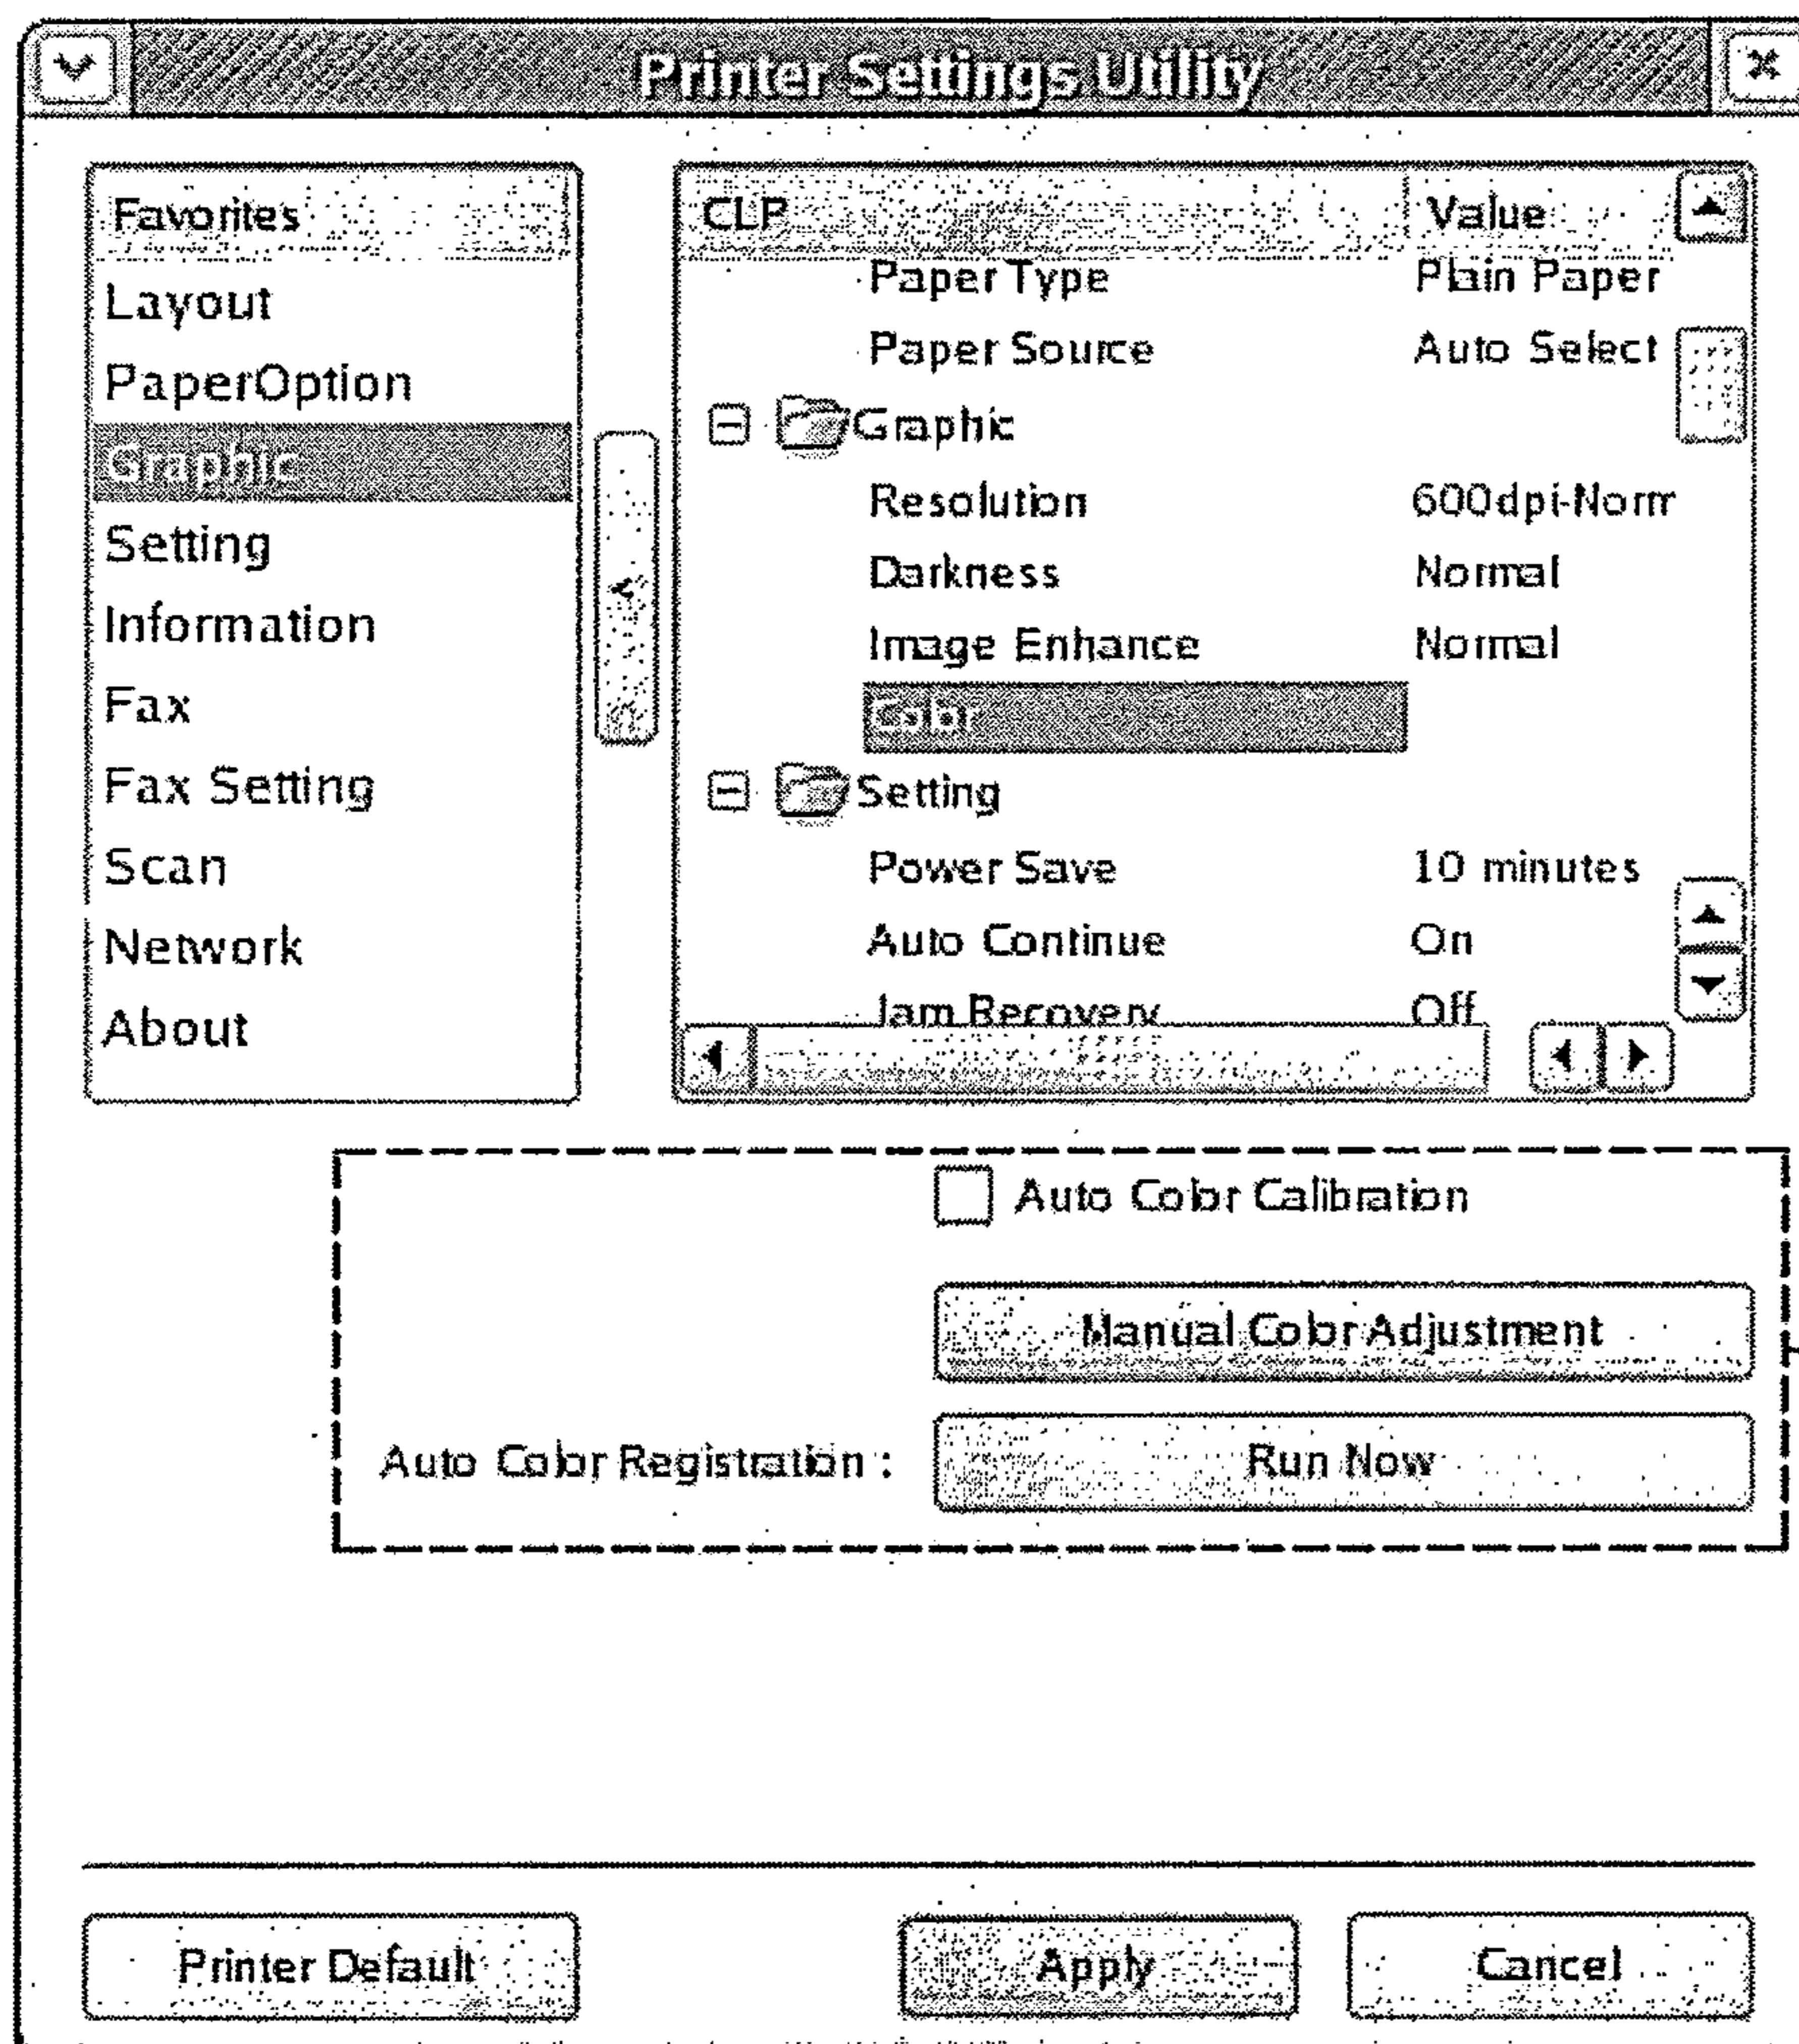 Printer Settings Utility
Favorites
Layout
PaperOption
Graphic
Setting
Information
Fax
Fax Setting
Scan
Network
About
CLP Value
Paper Type Plain Paper
Paper Source Auto Select
Graphic
Resolution 600dpi-Norm
Darkness Normal
Image Enhance Normal
Color
Setting
Power Save 10 minutes
Auto Continue On
Jam Recovery Off
Auto Color Calibration
Manual Color Adjustment
Auto Color Registration : Run Now
Printer Default Apply Cancel